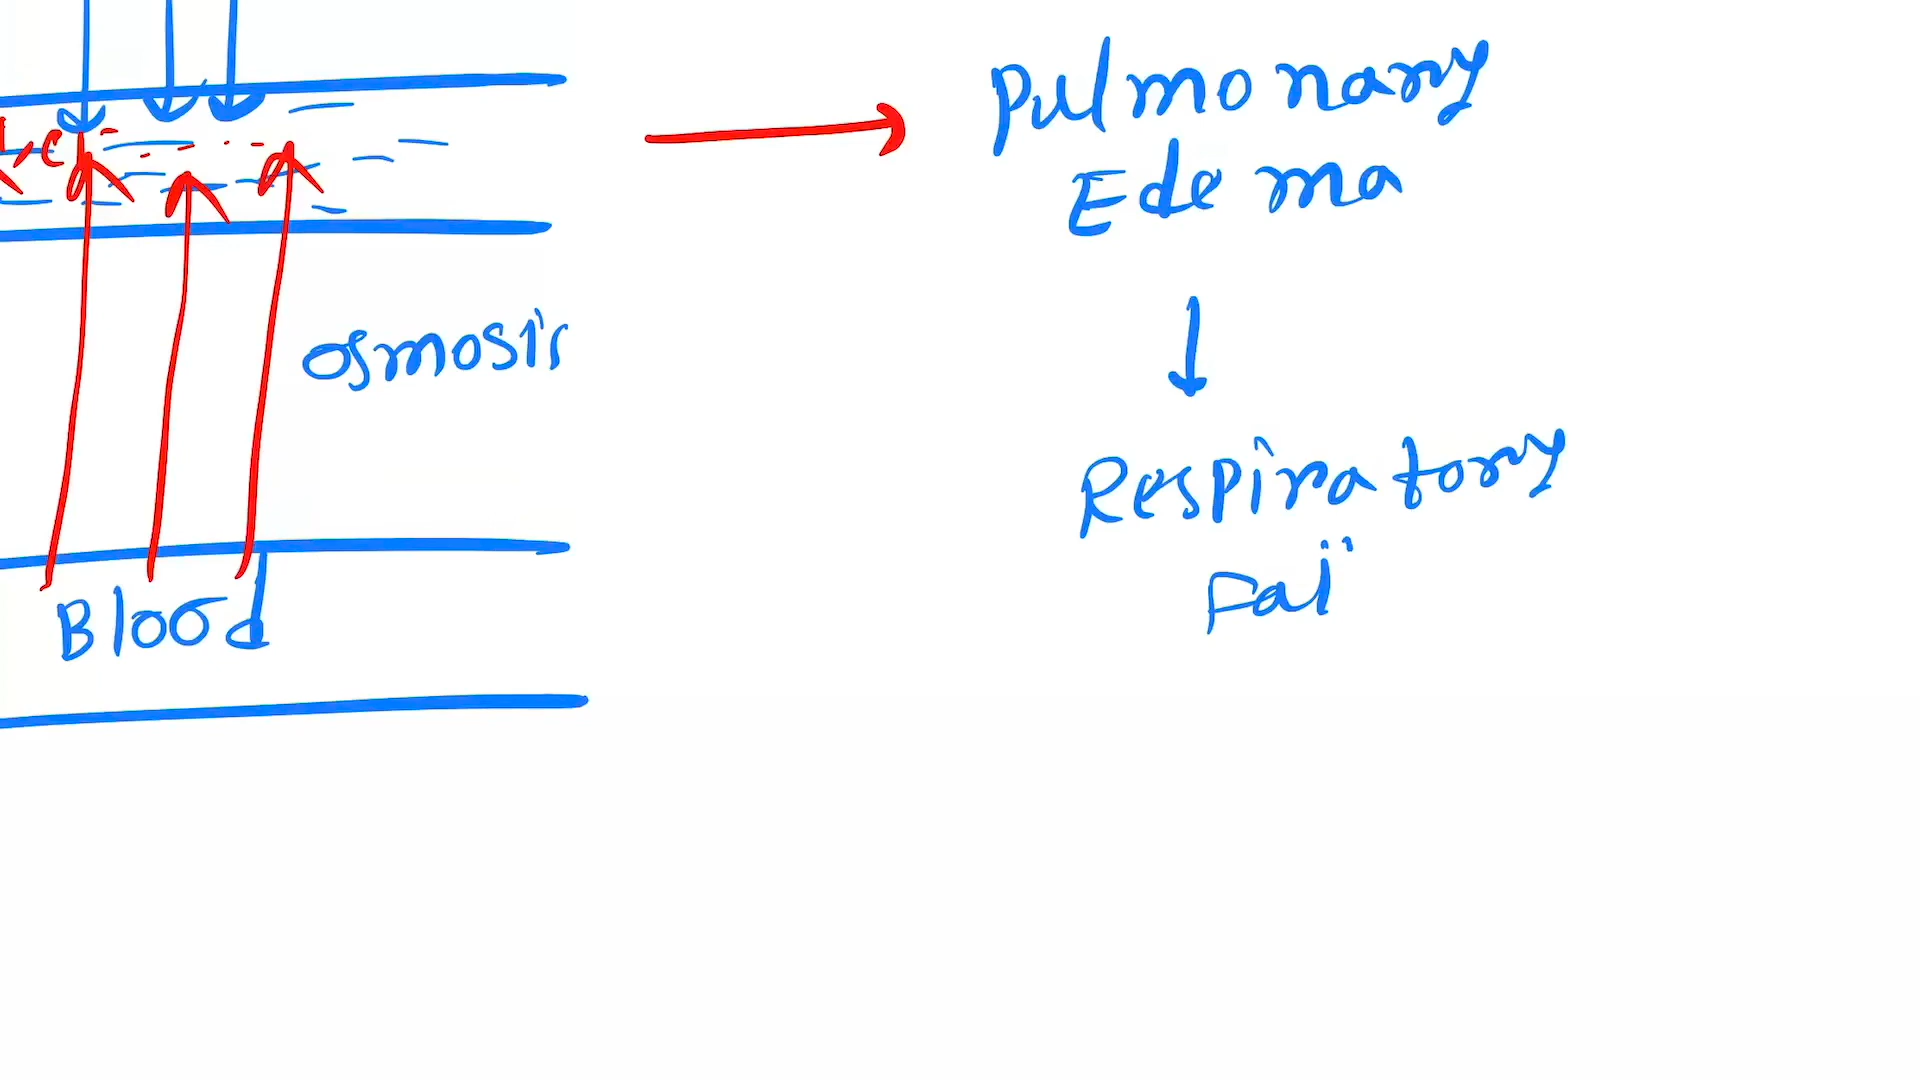 Pulmonary
Edema
osmosis
Respiratory
Fai
Blood